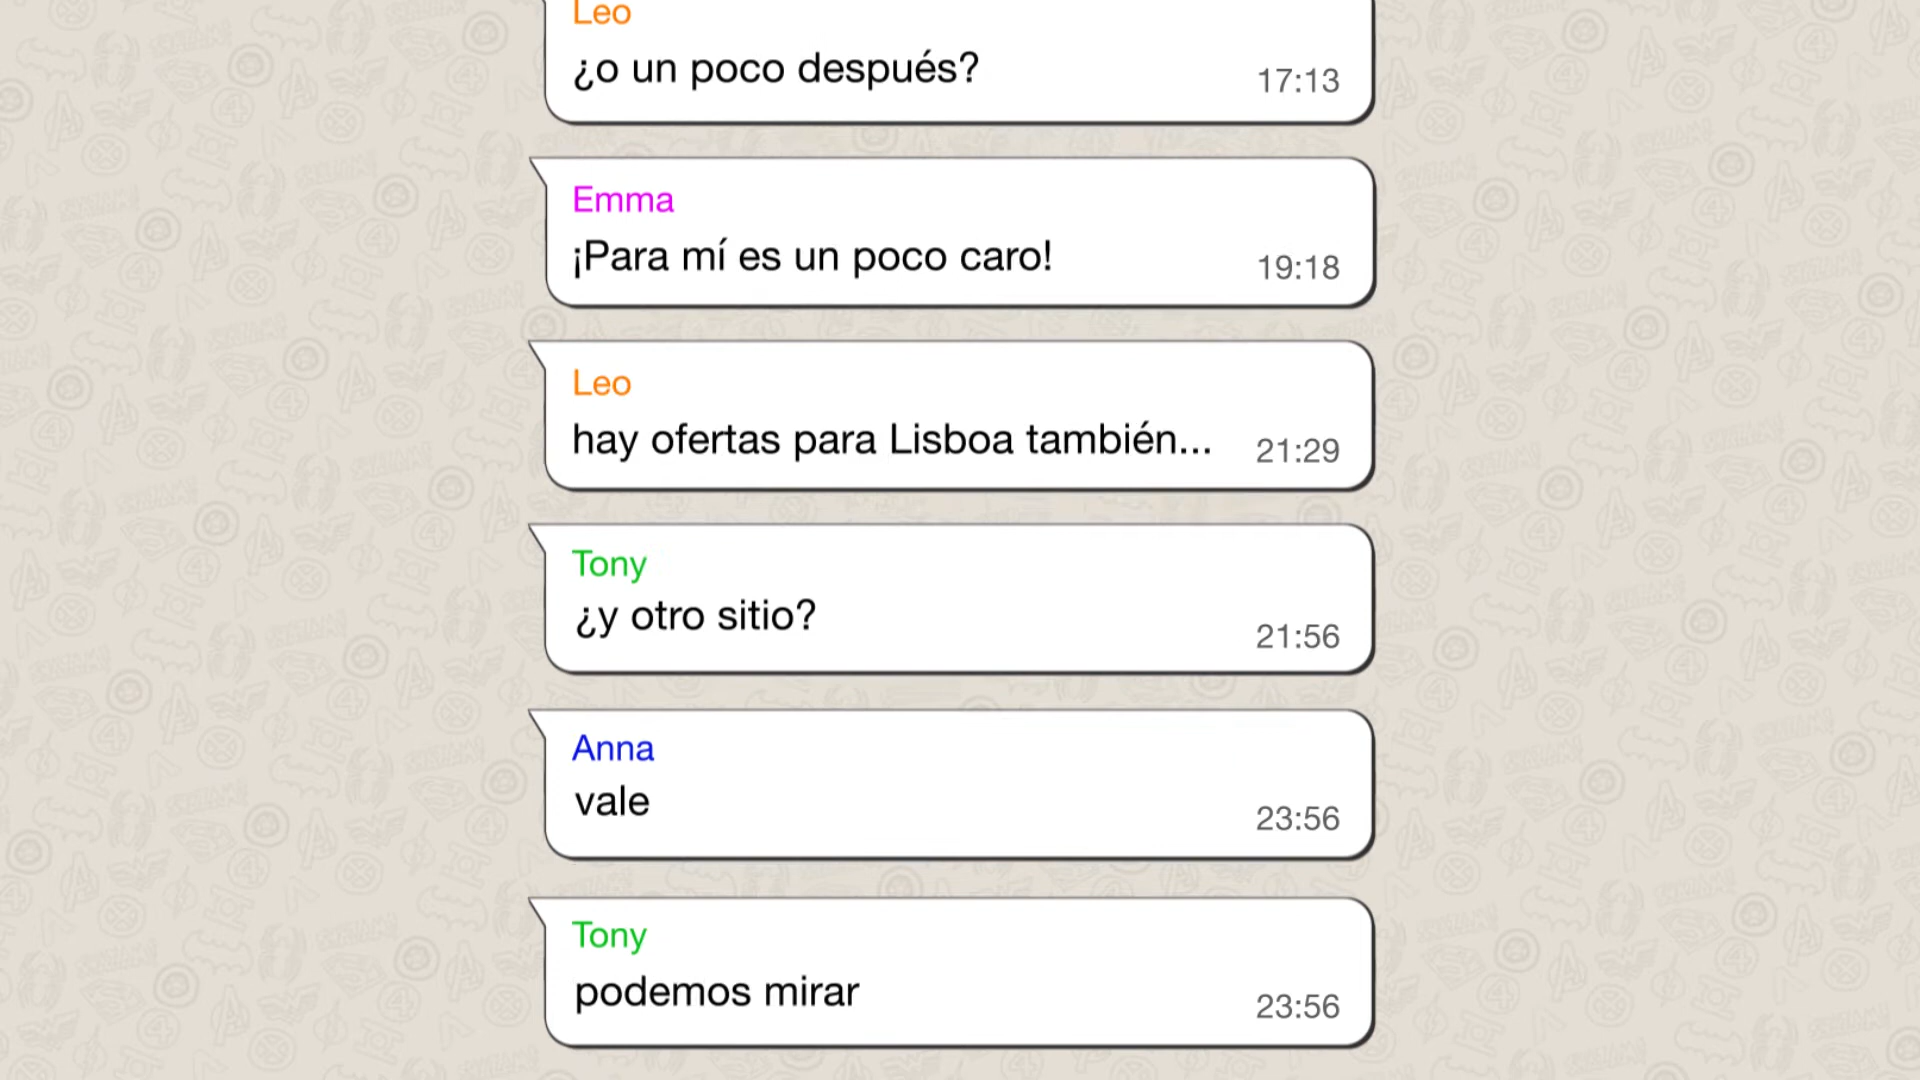 Leo
¿o un poco después?
17:13
Emma
¡Para mí es un poco caro!
19:18
Leo
hay ofertas para Lisboa también...
21:29
Tony
¿y otro sitio?
21:56
Anna
vale
23:56
Tony
podemos mirar
23:56